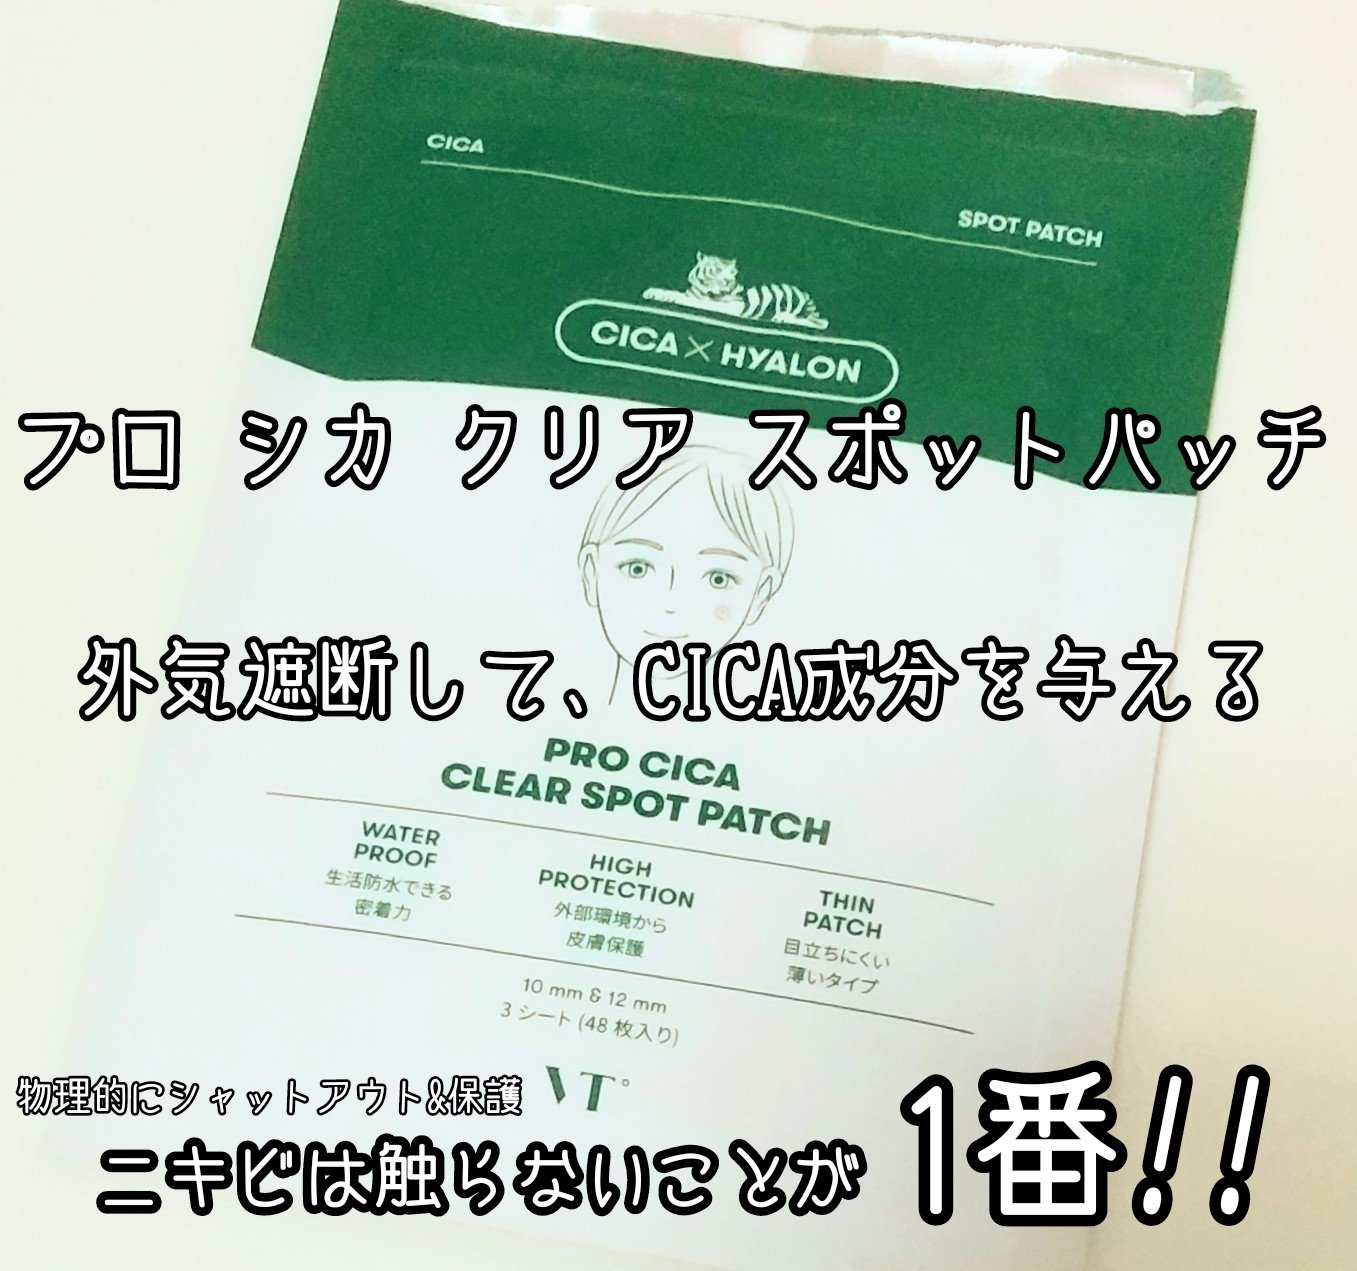 CICA
SPOT PATCH
CICA×HYALON
プロ シカ クリア スポットパッチ
外気遮断して、CICA成分を与える
PRO CICA
CLEAR SPOT PATCH
WATER
PROOF
生活防水できる
密着力
HIGH
PROTECTION
外部環境から
皮膚保護
THIN
PATCH
目立ちにくい
薄いタイプ
10 mm & 12 mm
3 シート (48 枚入り)
物理的にシャットアウト&保護
VT°
ニキビは触らないことが 1番!!